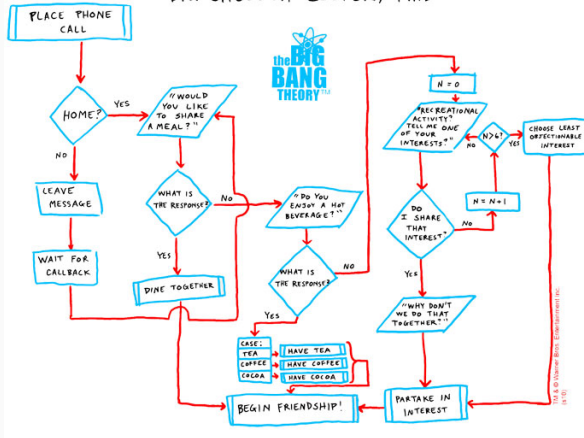 PLACE PHONE
CALL
the BIG
BANG
THEORY™
HOME?
YES
NO
"WOULD
YOU LIKE
TO SHARE
A MEAL?"
LEAVE
MESSAGE
WAIT FOR
CALLBACK
WHAT IS
THE RESPONSE?
NO
YES
DINE TOGETHER
"DO YOU
ENJOY A HOT
BEVERAGE?"
WHAT IS
THE RESPONSE?
NO
YES
CASE:
TEA
HAVE TEA
COFFEE
HAVE COFFEE
COCOA
HAVE COCOA
BEGIN FRIENDSHIP!
N=0
"RECREATIONAL
ACTIVITY?
TELL ME ONE
OF YOUR
INTERESTS?"
N>6?
NO
YES
CHOOSE LEAST
OBJECTIONABLE
INTEREST
N=N+1
DO
I SHARE
THAT
INTEREST?
NO
YES
"WHY DON'T
WE DO THAT
TOGETHER?"
PARTAKE IN
INTEREST
TM & © Warner Bros. Entertainment Inc.
(s10)